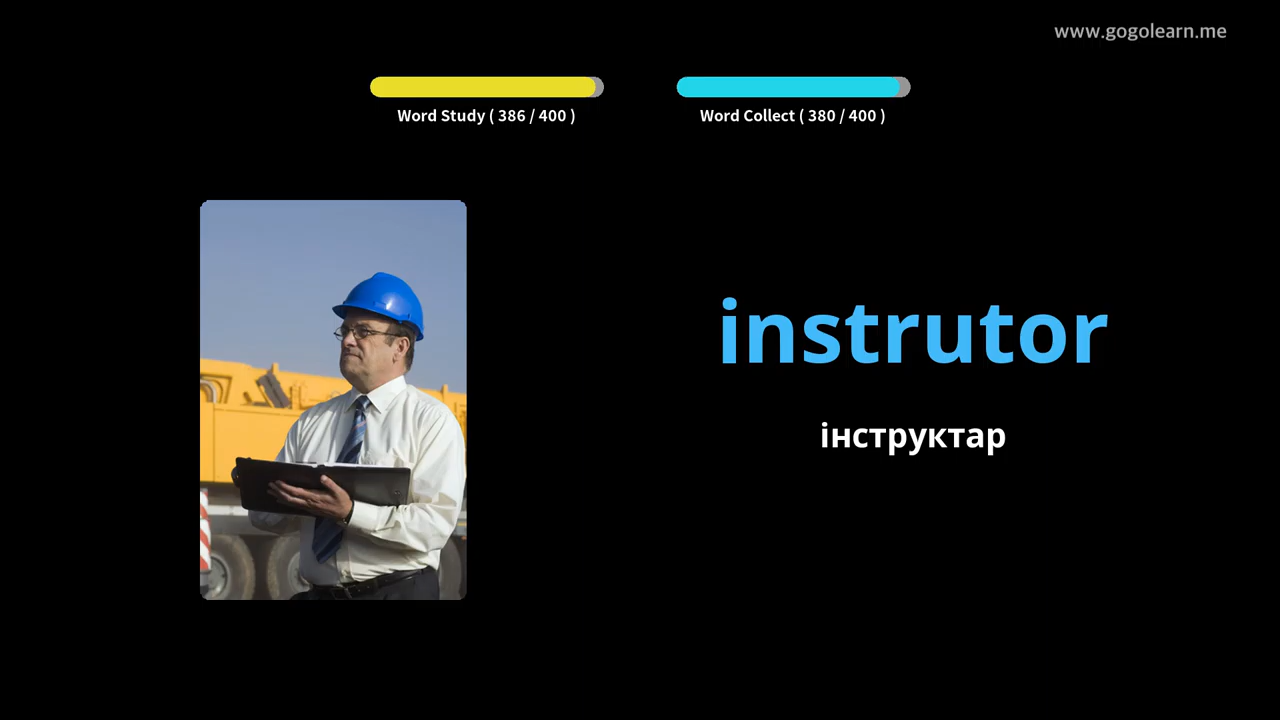 www.gogolearn.me
Word Study ( 386 / 400 )
Word Collect ( 380 / 400 )
instrutor
інструктар